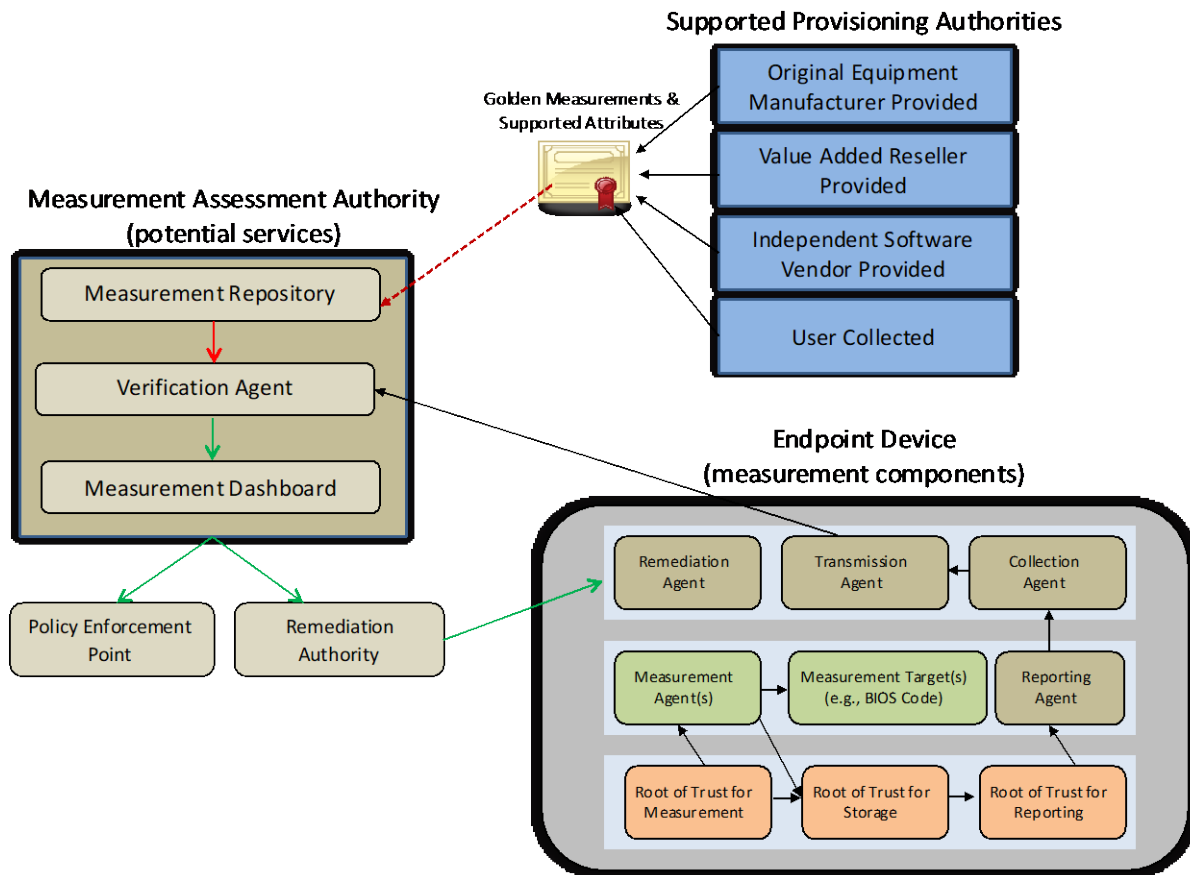 Supported Provisioning Authorities
Original Equipment
Manufacturer Provided
Value Added Reseller
Provided
Independent Software
Vendor Provided
User Collected
Golden Measurements &
Supported Attributes
Measurement Assessment Authority
(potential services)
Measurement Repository
Verification Agent
Measurement Dashboard
Policy Enforcement
Point
Remediation
Authority
Endpoint Device
(measurement components)
Remediation
Agent
Transmission
Agent
Collection
Agent
Measurement
Agent(s)
Measurement Target(s)
(e.g., BIOS Code)
Reporting
Agent
Root of Trust for
Measurement
Root of Trust for
Storage
Root of Trust for
Reporting